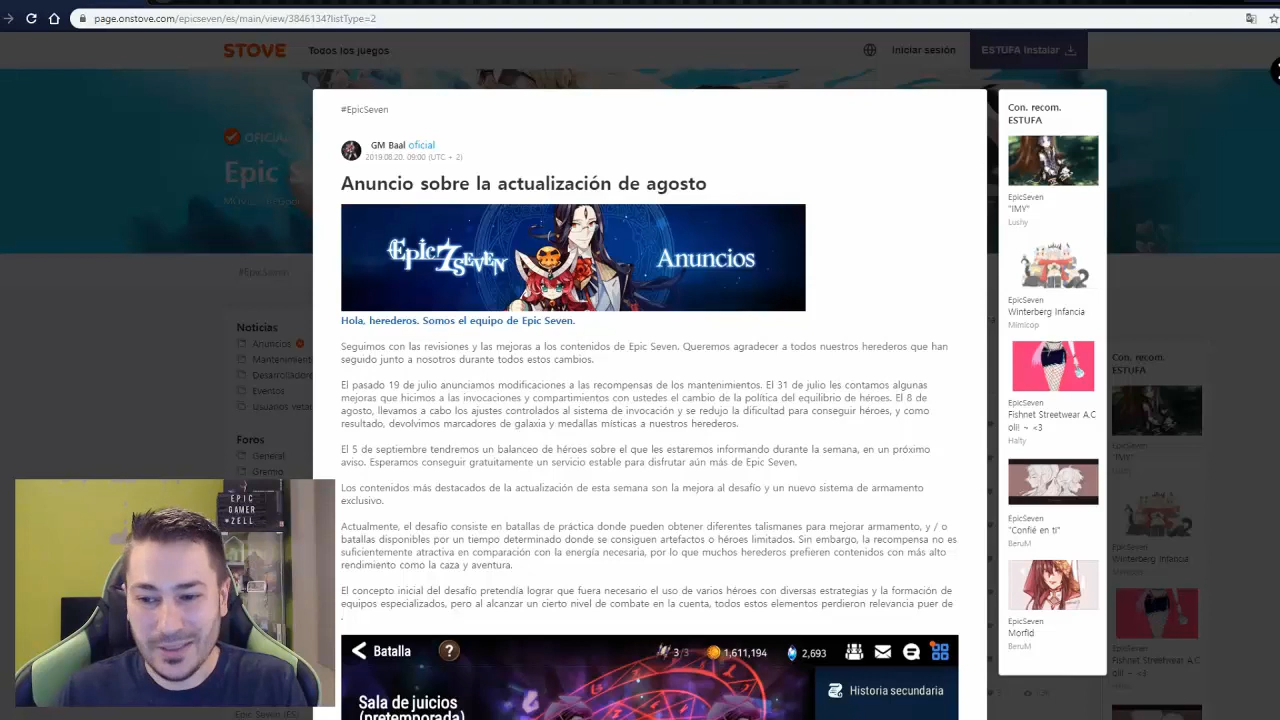 page.onstove.com/epicseven/es/main/view/3846134?listType=2
STOVE
Todos los juegos
Iniciar sesión
ESTUFA Instalar
OFICIAL
Epic S
#EpicSeven
Noticias
Anuncios
Mantenimient
Desarrollador
Eventos
Usuarios vetad
Foros
General
Gremio
#EpicSeven
GM Baal oficial
2019.08.20. 09:00 (UTC + 2)
Anuncio sobre la actualización de agosto
Epic SEVEN
Anuncios
Hola, herederos. Somos el equipo de Epic Seven.
Seguimos con las revisiones y las mejoras a los contenidos de Epic Seven. Queremos agradecer a todos nuestros herederos que han
seguido junto a nosotros durante todos estos cambios.
El pasado 19 de julio anunciamos modificaciones a las recompensas de los mantenimientos. El 31 de julio les contamos algunas
mejoras que hicimos a las invocaciones y compartimientos con ustedes el cambio de la política del equilibrio de héroes. El 8 de
agosto, llevamos a cabo los ajustes controlados al sistema de invocación y se redujo la dificultad para conseguir héroes, y como
resultado, devolvimos marcadores de galaxia y medallas místicas a nuestros herederos.
El 5 de septiembre tendremos un balanceo de héroes sobre el que les estaremos informando durante la semana, en un próximo
aviso. Esperamos conseguir gratuitamente un servicio estable para disfrutar aún más de Epic Seven.
Los contenidos más destacados de la actualización de esta semana son la mejora al desafío y un nuevo sistema de armamento
exclusivo.
Actualmente, el desafío consiste en batallas de práctica donde pueden obtener diferentes talismanes para mejorar armamento, y / o
batallas disponibles por un tiempo determinado donde se consiguen artefactos o héroes limitados. Sin embargo, la recompensa no es
suficientemente atractiva en comparación con la energía necesaria, por lo que muchos herederos prefieren contenidos con más alto
rendimiento como la caza y aventura.
El concepto inicial del desafío pretendía lograr que fuera necesario el uso de varios héroes con diversas estrategias y la formación de
equipos especializados, pero al alcanzar un cierto nivel de combate en la cuenta, todos estos elementos perdieron relevancia puer de
.
Batalla
?
3/3
1,611,194
2,693
Sala de juicios
(pretemporada)
Historia secundaria
Con. recom.
ESTUFA
EpicSeven
"IMY"
Lushy
EpicSeven
Winterberg Infancia
Mimicop
EpicSeven
Fishnet Streetwear A.C
oli! ~ <3
Halty
EpicSeven
"Confié en ti"
BeruM
EpicSeven
Morfid
BeruM
Con. recom.
ESTUFA
EpicSeven
EpicSeven
Winterberg Infancia
EpicSeven
Fishnet Streetwear A.C
EPIC
GAMER
*ZELL
Epic Seven (ES)